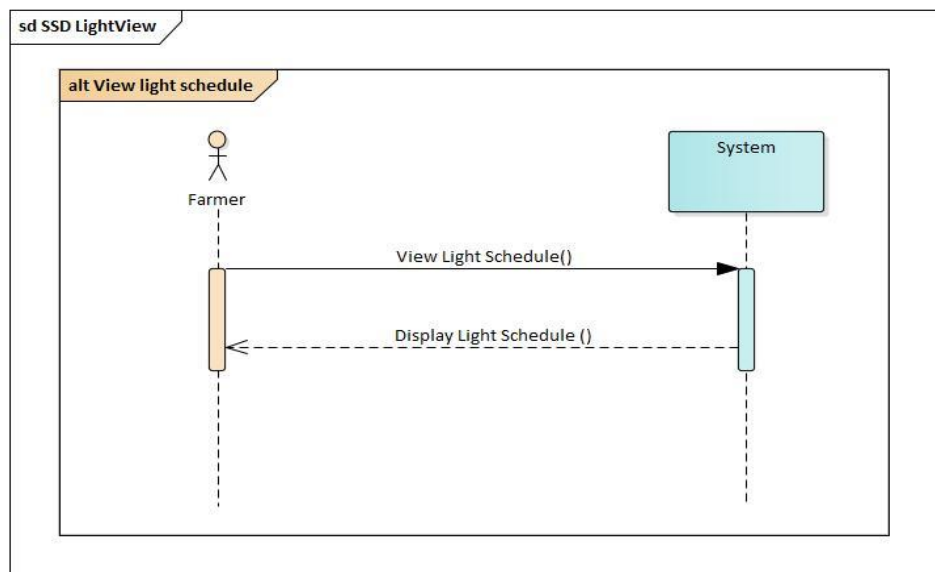 sd SSD LightView
alt View light schedule
Farmer
System
View Light Schedule()
Display Light Schedule ()